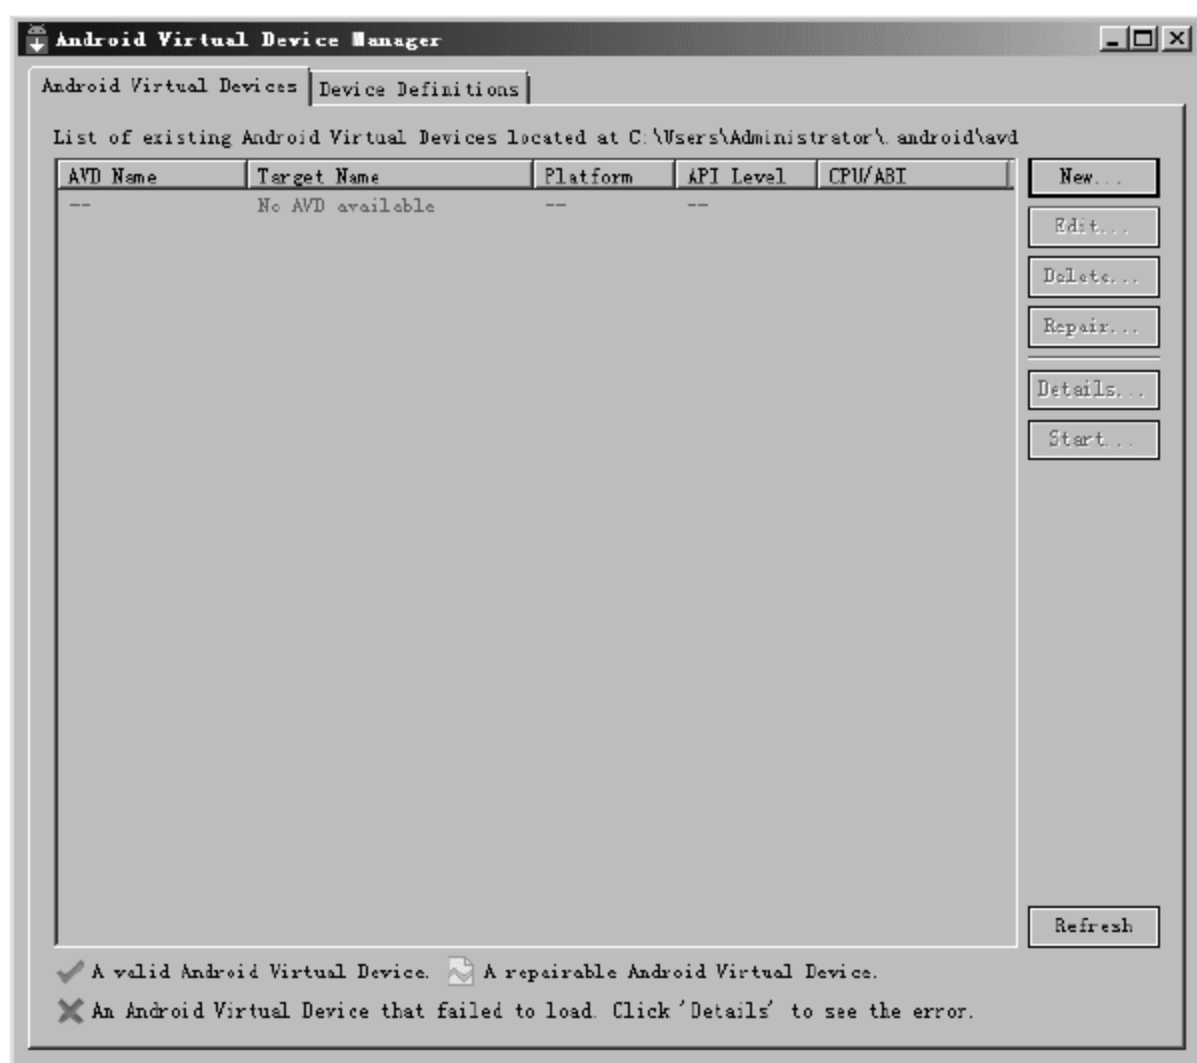 Android Virtual Device Manager
Android Virtual Devices Device Definitions
List of existing Android Virtual Devices located at C:\Users\Administrator\.android\avd
AVD Name Target Name Platform API Level CPU/ABI
-- No AVD available -- --
New...
Edit...
Delete...
Repair...
Details...
Start...
Refresh
A valid Android Virtual Device. A repairable Android Virtual Device.
An Android Virtual Device that failed to load. Click 'Details' to see the error.